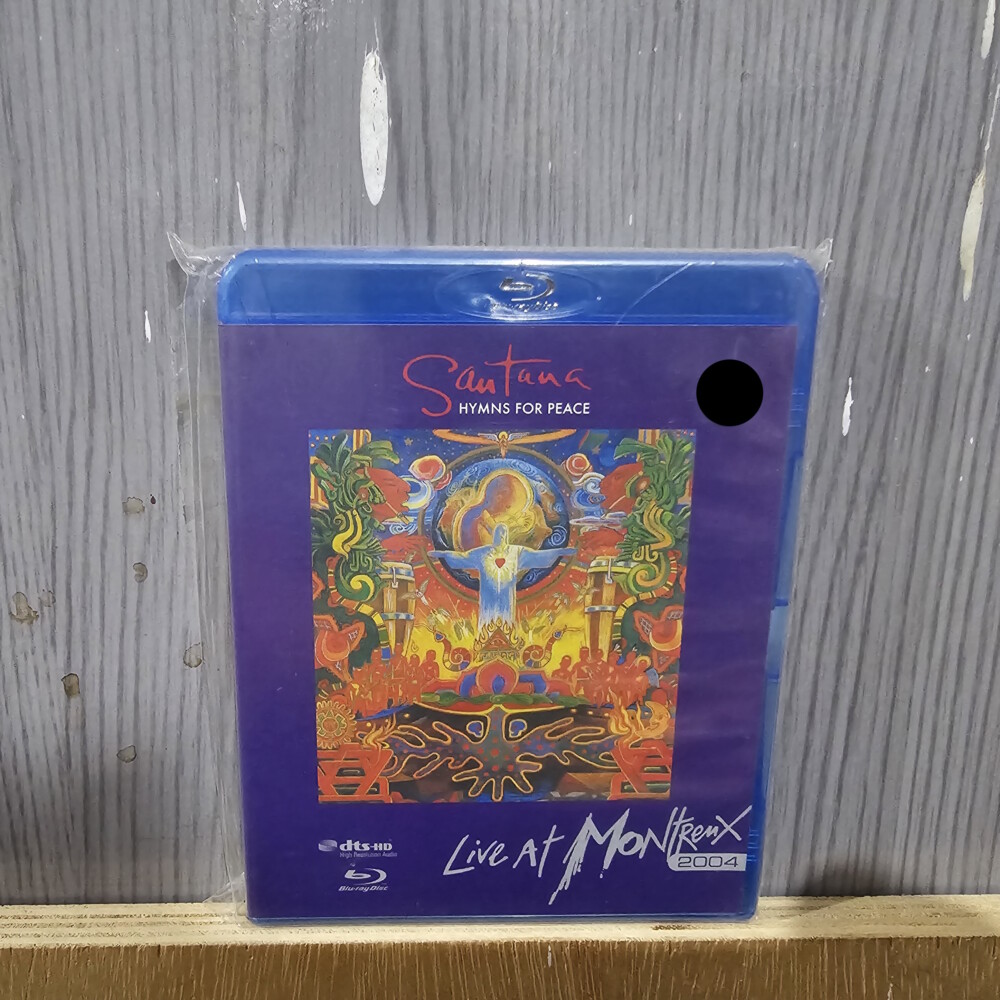 Santana
HYMNS FOR PEACE
dts-HD
High Resolution Audio
Blu-ray Disc
Live At MONTREUX
2004